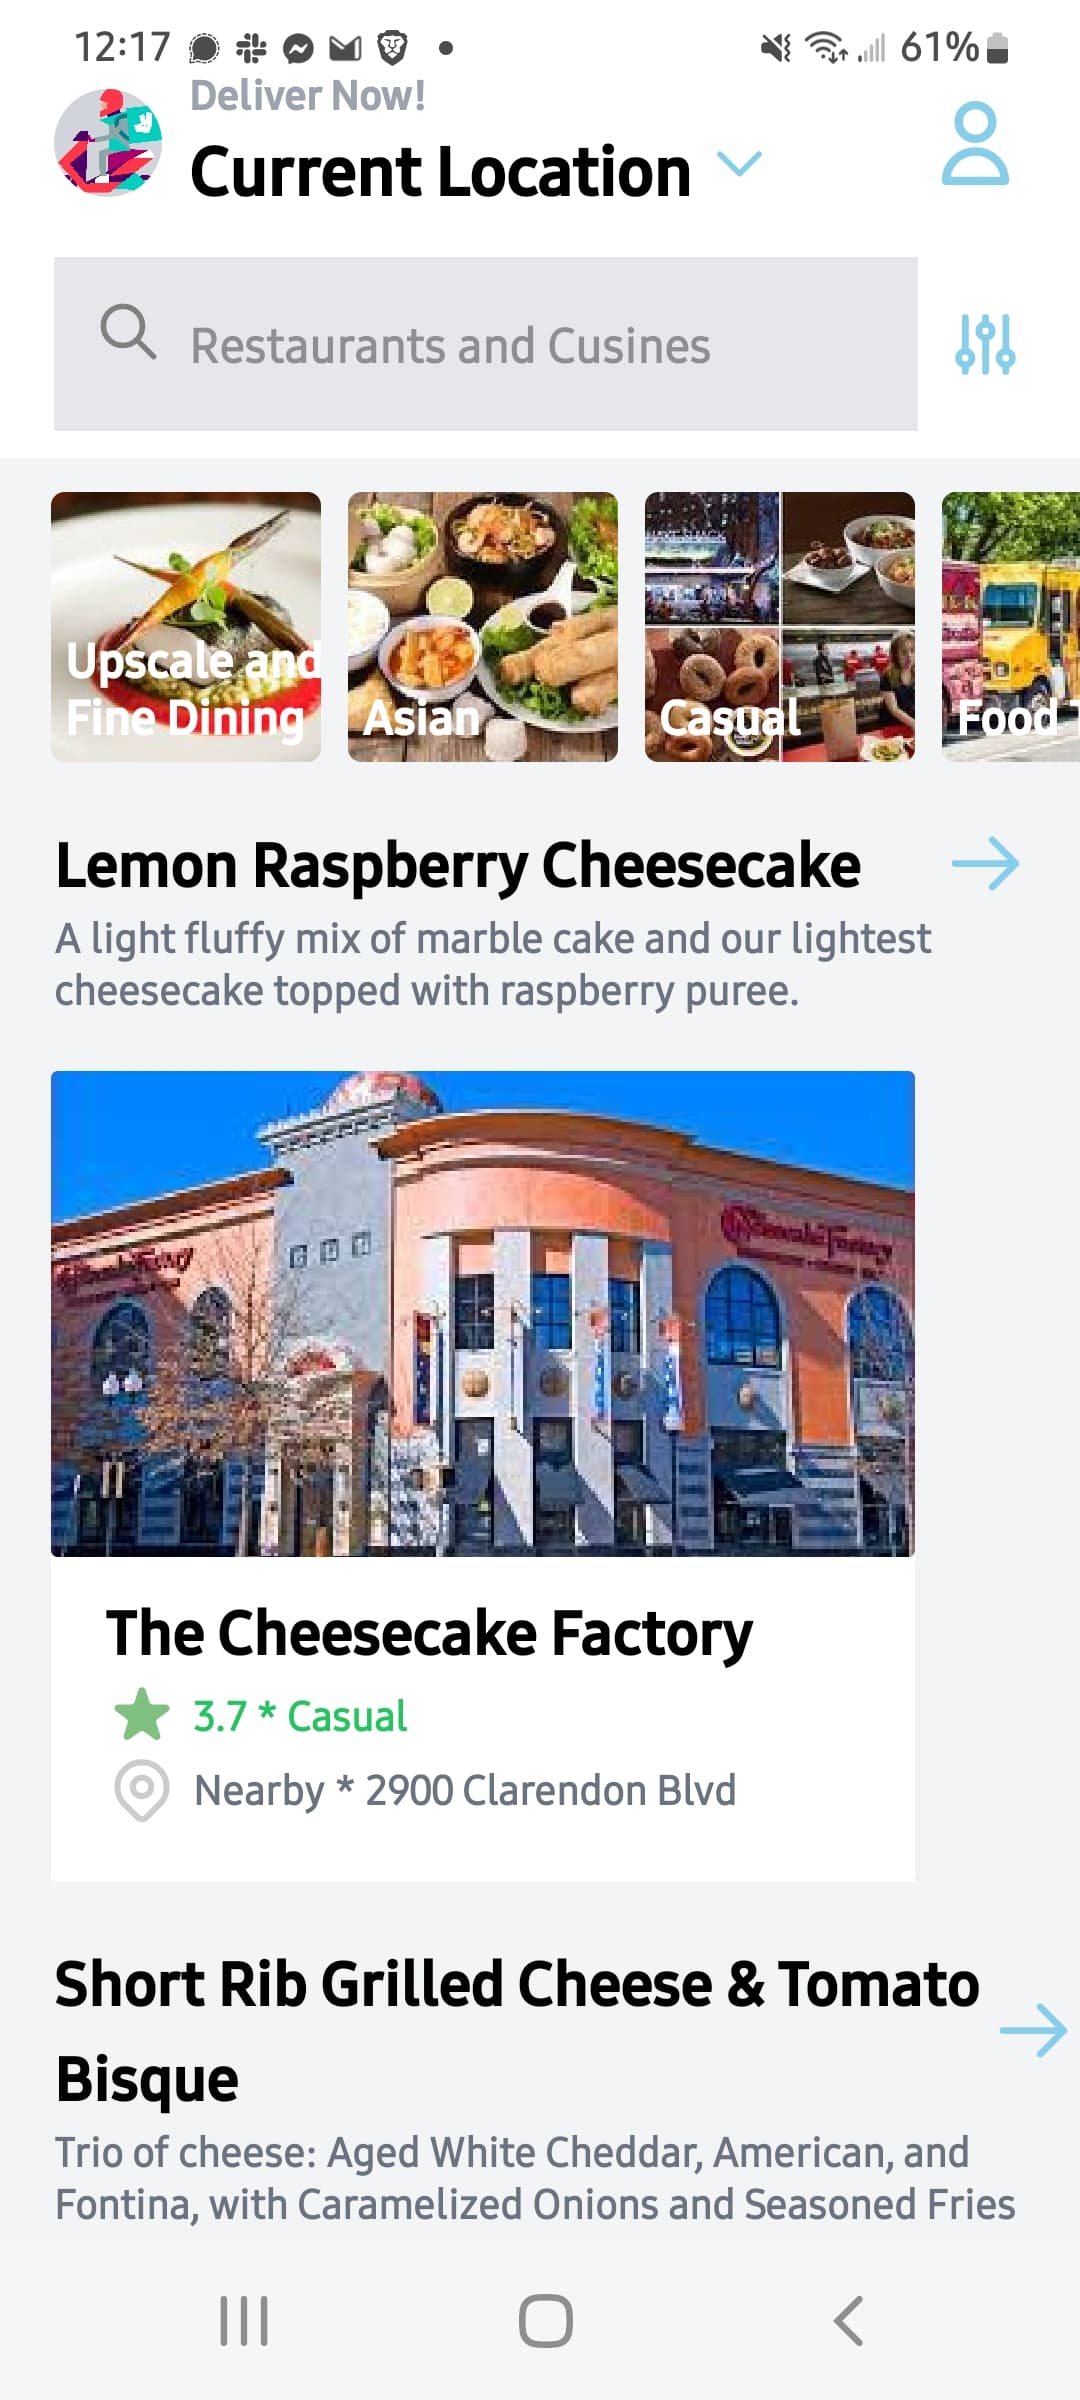 12:17
61%
Deliver Now!
Current Location
Restaurants and Cusines
Upscale and
Fine Dining
Asian
Casual
Food
Lemon Raspberry Cheesecake
A light fluffy mix of marble cake and our lightest
cheesecake topped with raspberry puree.
The Cheesecake Factory
3.7 * Casual
Nearby * 2900 Clarendon Blvd
Short Rib Grilled Cheese & Tomato
Bisque
Trio of cheese: Aged White Cheddar, American, and
Fontina, with Caramelized Onions and Seasoned Fries